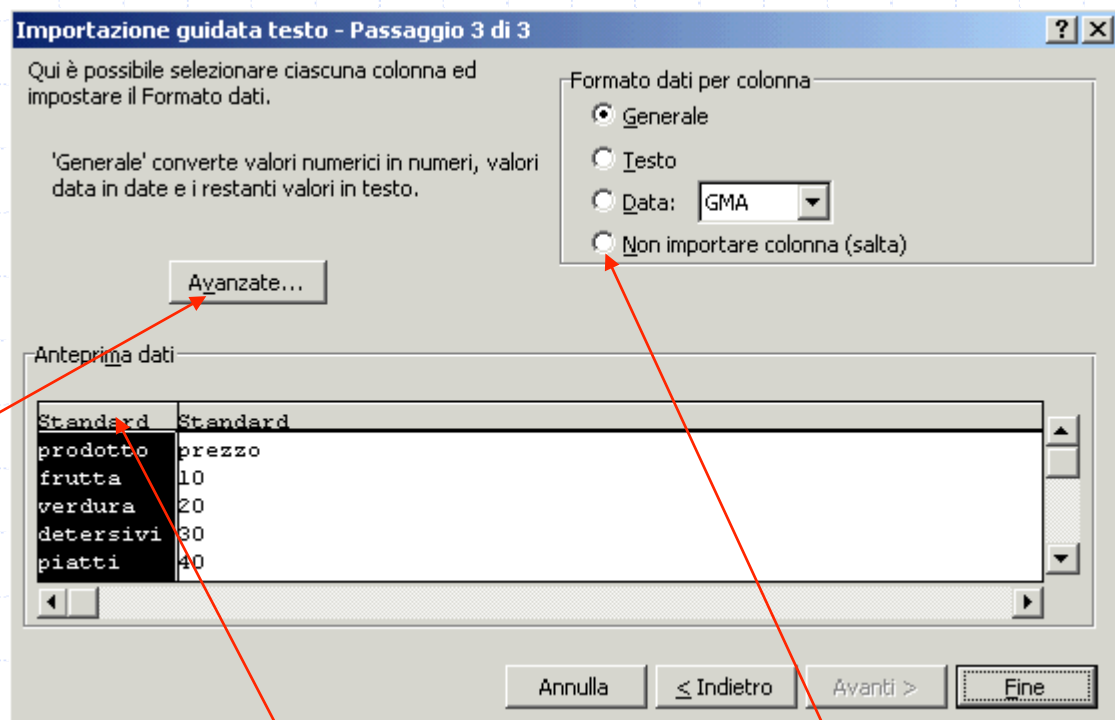 Importazione guidata testo - Passaggio 3 di 3
Qui è possibile selezionare ciascuna colonna ed
impostare il Formato dati.
'Generale' converte valori numerici in numeri, valori
data in date e i restanti valori in testo.
Avanzate...
Formato dati per colonna
Generale
Testo
Data: GMA
Non importare colonna (salta)
Anteprima dati
Standard Standard
prodotto prezzo
frutta 10
verdura 20
detersivi 30
piatti 40
Annulla < Indietro Avanti > Fine